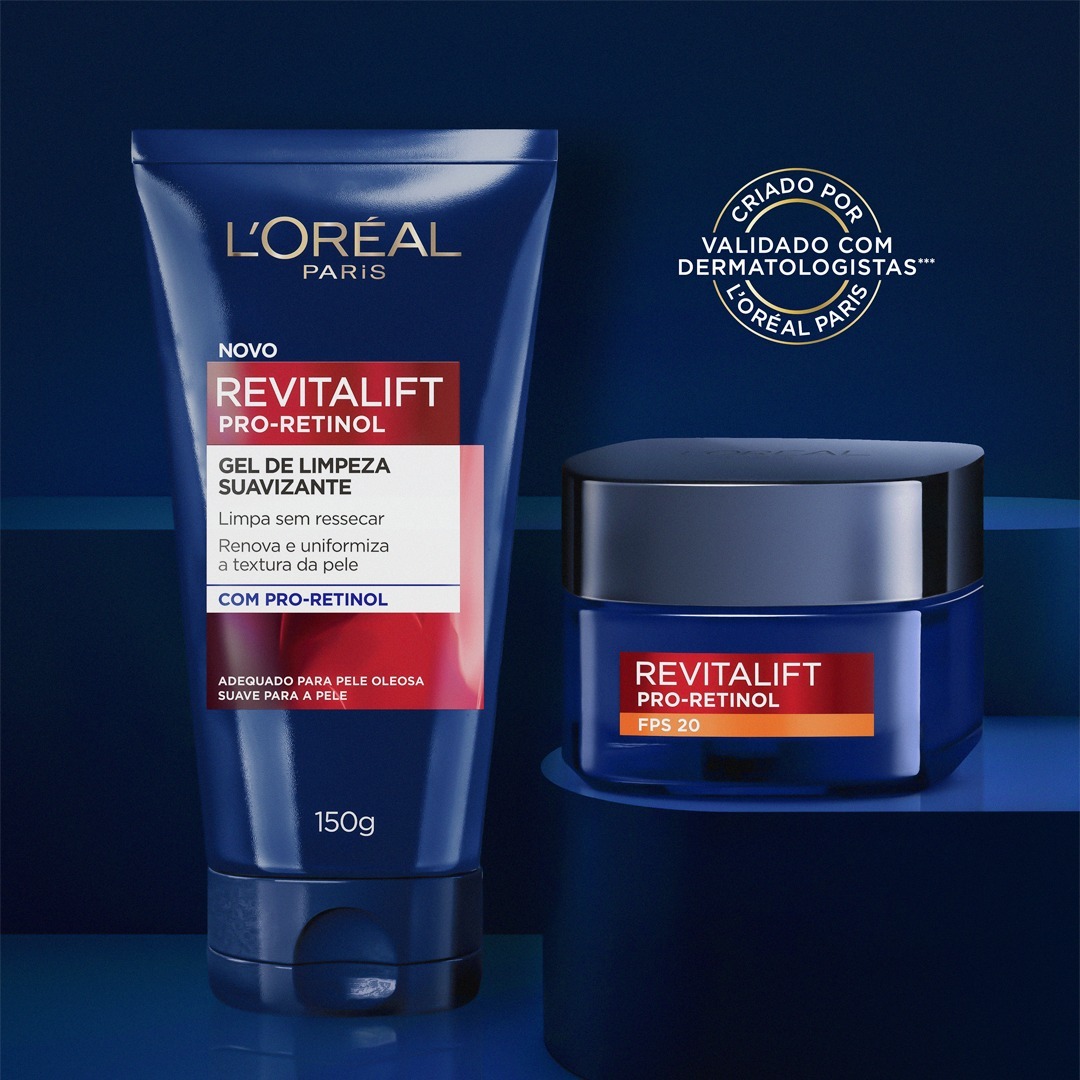 L'ORÉAL
PARiS
NOVO
REVITALIFT
PRO-RETINOL
GEL DE LIMPEZA
SUAVIZANTE
Limpa sem ressecar
Renova e uniformiza
a textura da pele
COM PRO-RETINOL
ADEQUADO PARA PELE OLEOSA
SUAVE PARA A PELE
150g
CRIADO POR
VALIDADO COM
DERMATOLOGISTAS***
L'ORÉAL PARIS
L'ORÉAL
REVITALIFT
PRO-RETINOL
FPS 20